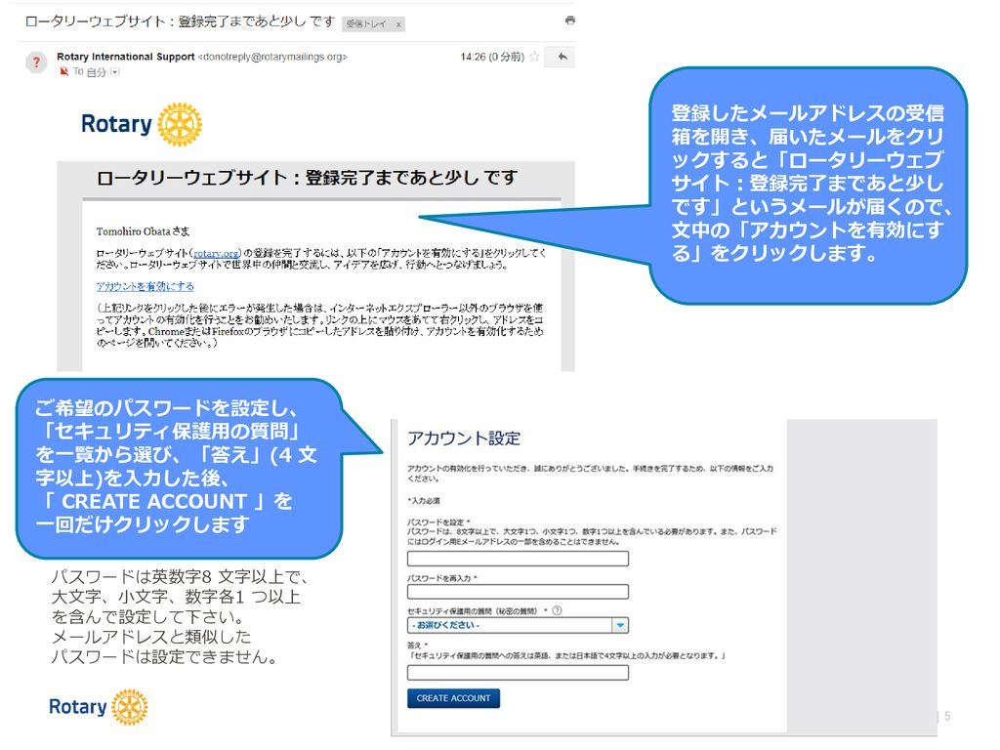 ロータリーウェブサイト：登録完了まであと少し です
受信トレイ x
Rotary International Support <donotreply@rotarymailings.org>
14:26 (0 分前)
To 自分
Rotary
ロータリーウェブサイト：登録完了まであと少し です
Tomohiro Obata さま
ロータリーウェブサイト（rotary.org）の登録を完了するには、以下の「アカウントを有効にする」をクリックしてく
ださい。ロータリーウェブサイトで世界中の仲間と交流し、アイデアを広げ、行動へとつなげましょう。
アカウントを有効にする
（上記リンクをクリックした後にエラーが発生した場合は、インターネットエクスプローラー以外のブラウザを使
ってアカウントの有効化を行うことをお勧めいたします。リンクの上にマウスをあてて右クリックし、アドレスをコ
ピーします。ChromeまたはFirefoxのブラウザにコピーしたアドレスを貼り付け、アカウントを有効化するため
のページを開いてください。）
登録したメールアドレスの受信
箱を開き、届いたメールをクリ
ックすると「ロータリーウェブ
サイト：登録完了まであと少し
です」というメールが届くので、
文中の「アカウントを有効にす
る」をクリックします。
ご希望のパスワードを設定し、
「セキュリティ保護用の質問」
を一覧から選び、「答え」(4 文
字以上)を入力した後、
「 CREATE ACCOUNT 」を
一回だけクリックします
パスワードは英数字8 文字以上で、
大文字、小文字、数字各1 つ以上
を含んで設定して下さい。
メールアドレスと類似した
パスワードは設定できません。
Rotary
アカウント設定
アカウントの有効化を行っていただき、誠にありがとうございました。手続きを完了するため、以下の情報をご入力
ください。
*入力必須
パスワードを設定 *
パスワードは、8文字以上で、大文字1つ、小文字1つ、数字1つ以上を含んでいる必要があります。また、パスワード
にはログイン用Eメールアドレスの一部を含めることはできません。
パスワードを再入力 *
セキュリティ保護用の質問（秘密の質問） * ?
- お選びください -
答え *
「セキュリティ保護用の質問への答えは英語、または日本語で4文字以上の入力が必要となります。」
CREATE ACCOUNT
| 5